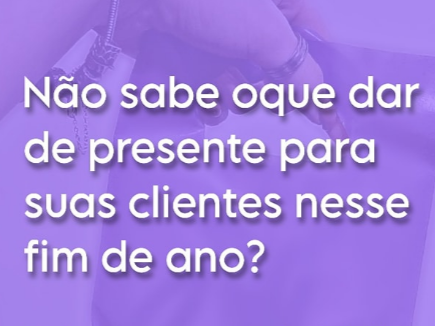 Não sabe oque dar
de presente para
suas clientes nesse
fim de ano?